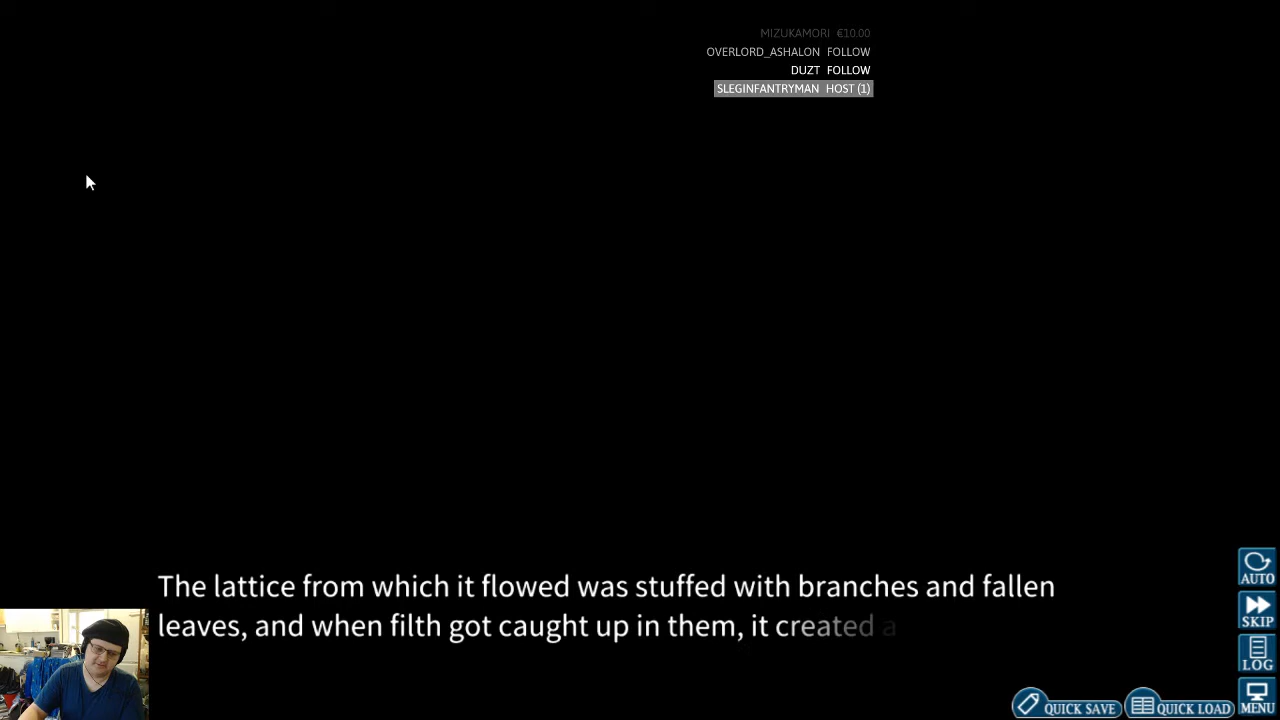 MIZUKAMORI €10.00
OVERLORD_ASHALON FOLLOW
DUZT FOLLOW
SLEGINFANTRYMAN HOST (1)
The lattice from which it flowed was stuffed with branches and fallen
leaves, and when filth got caught up in them, it created a
AUTO
SKIP
LOG
MENU
QUICK SAVE
QUICK LOAD